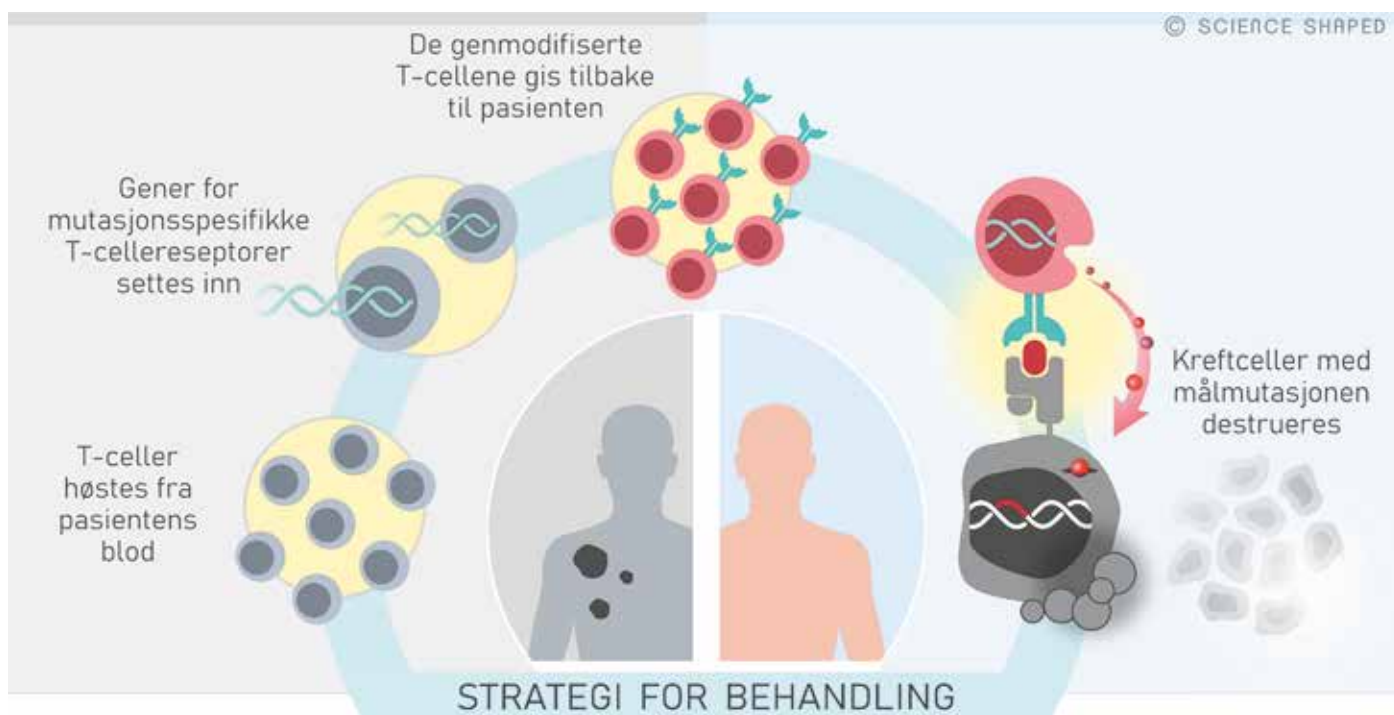 © SCIENCE SHAPED
De genmodifiserte
T-cellene gis tilbake
til pasienten
Gener for
mutasjonsspesifikke
T-cellereseptorer
settes inn
T-celler
høstes fra
pasientens
blod
Kreftceller med
målmutasjonen
destrueres
STRATEGI FOR BEHANDLING